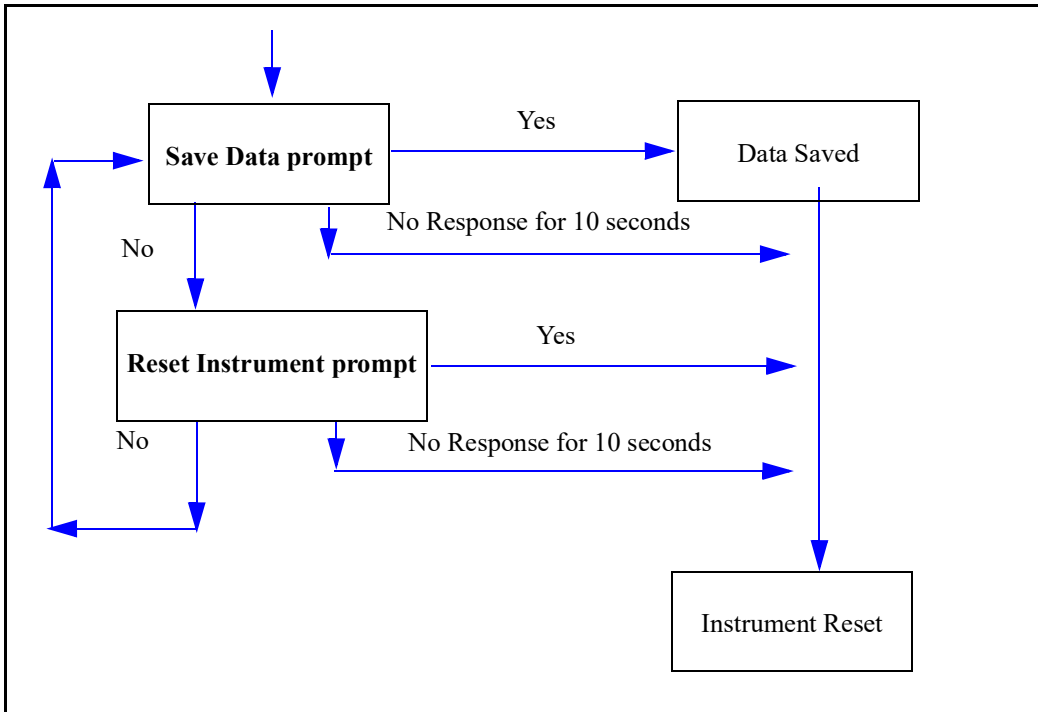 Yes
Save Data prompt
Data Saved
No Response for 10 seconds
No
Yes
Reset Instrument prompt
No
No Response for 10 seconds
Instrument Reset